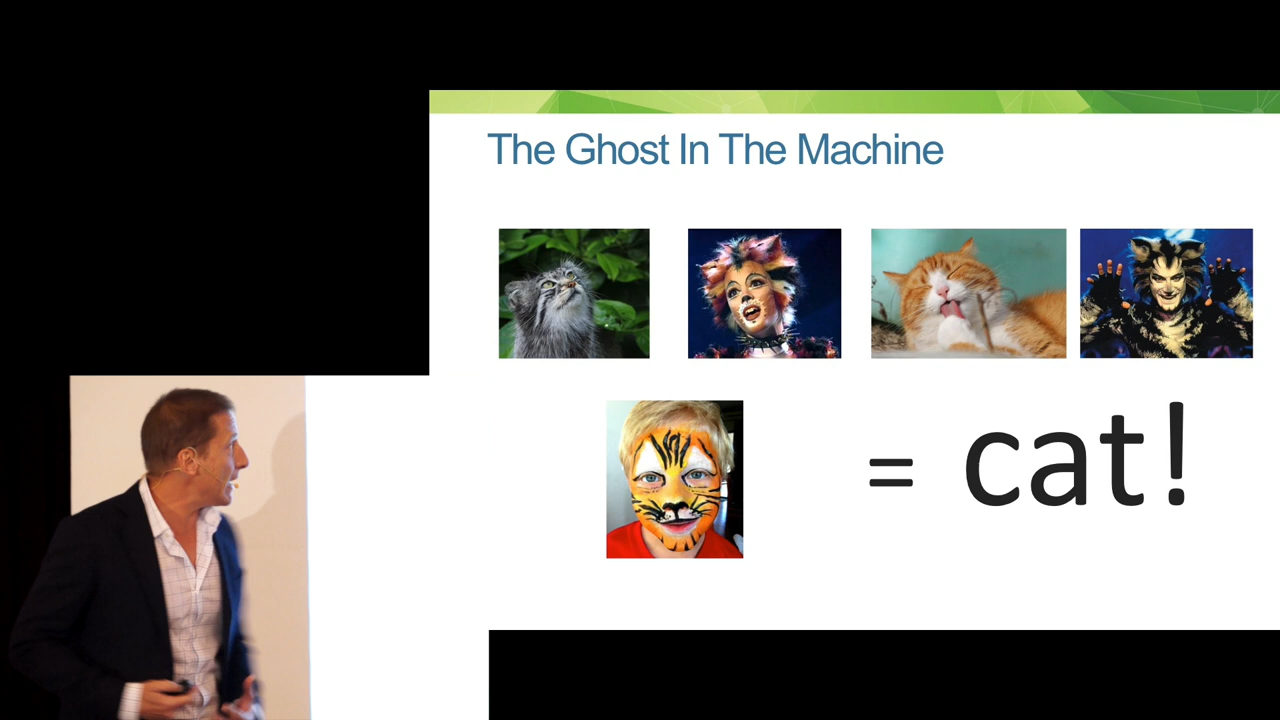 The Ghost In The Machine
= cat!